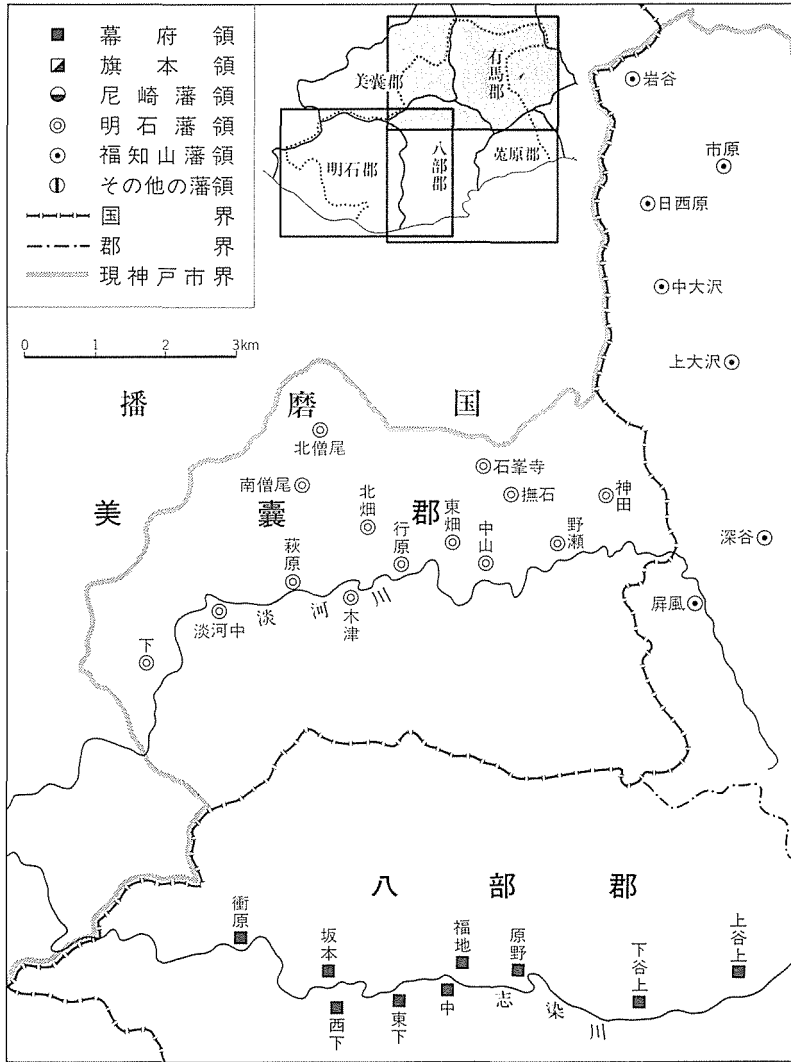 幕府領
旗本領
尼崎藩領
明石藩領
福知山藩領
その他の藩領
国界
郡界
現神戸市界
美嚢郡
有馬郡
明石郡
八部郡
菟原郡
0 1 2 3km
岩谷
市原
日西原
中大沢
上大沢
播磨国
美嚢郡
北僧尾
南僧尾
石峯寺
撫石
神田
北畑
東畑
行原
中山
野瀬
萩原
深谷
屏風
淡河川
木津
淡河中
下
八部郡
衝原
坂本
福地
原野
下谷上
上谷上
西下
東下
中
志染川